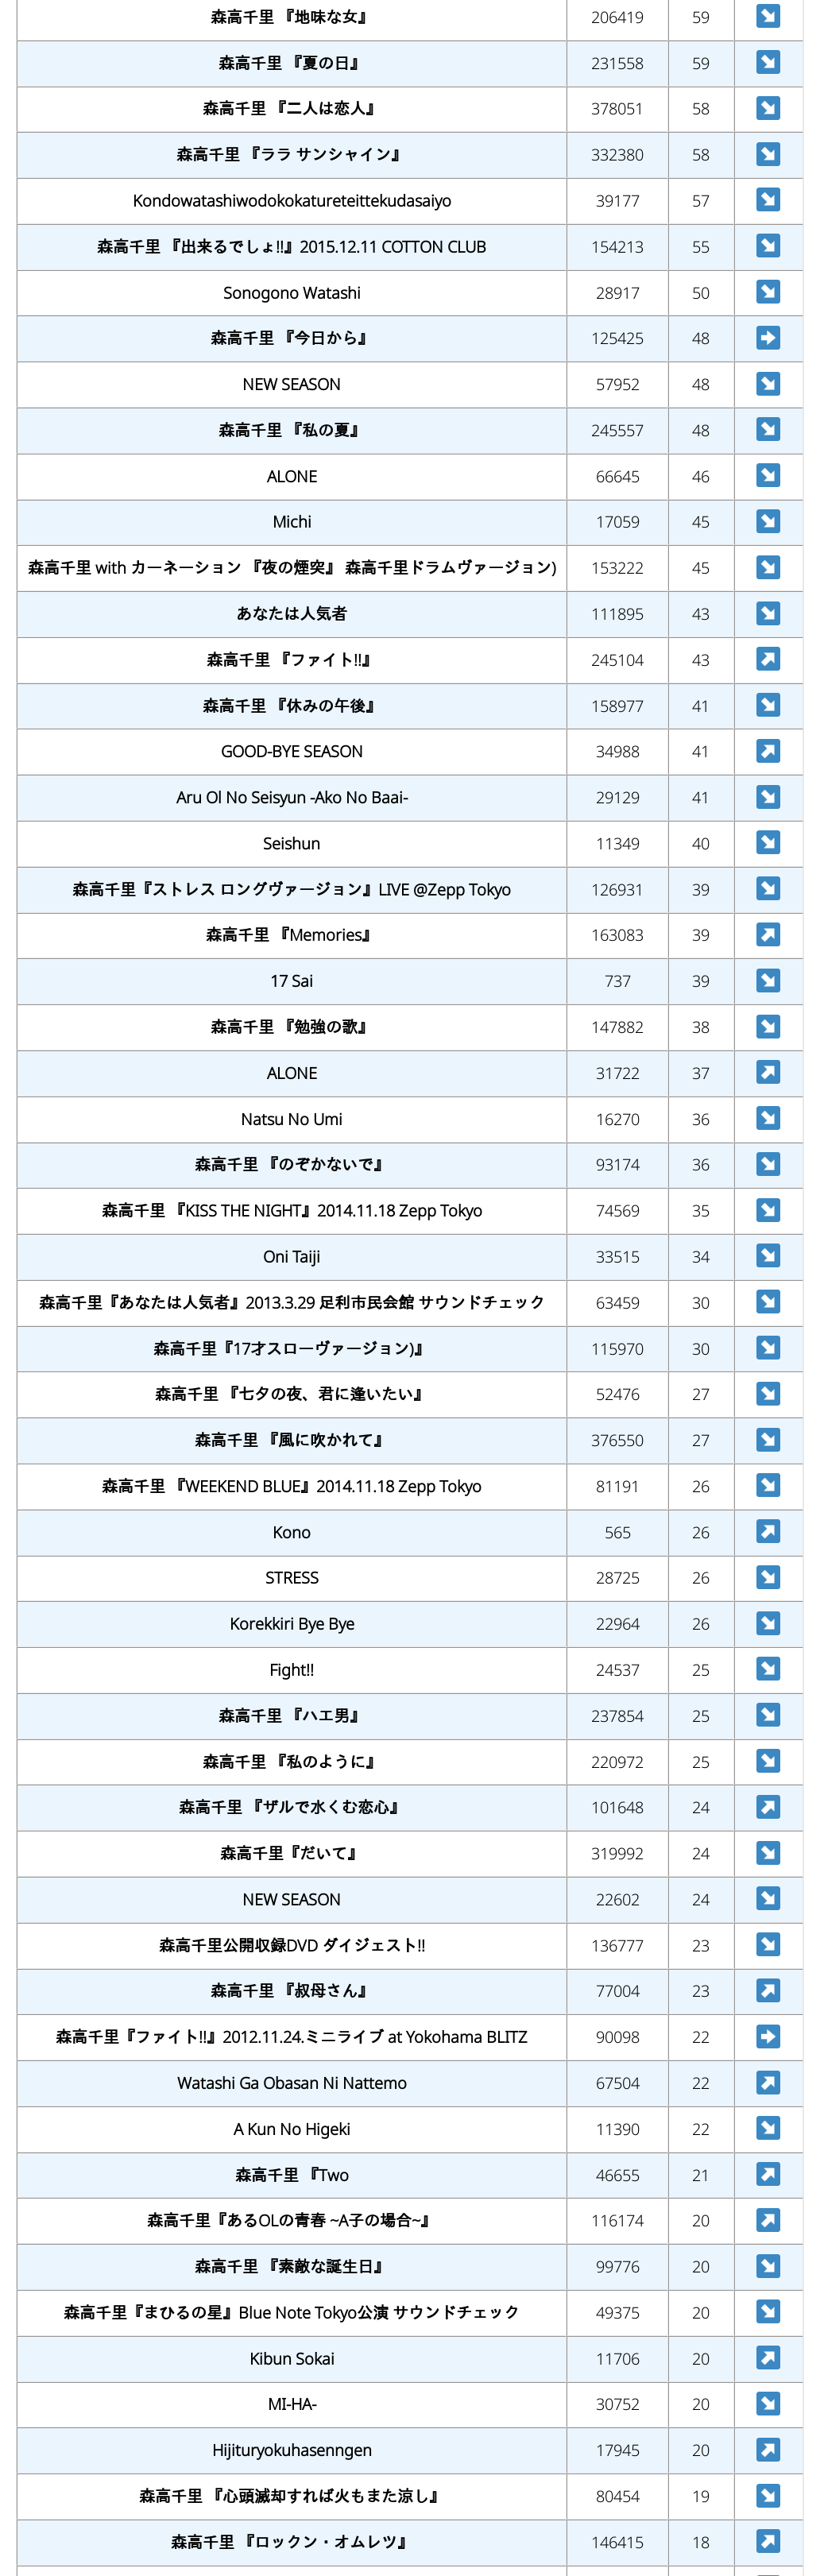 森高千里 『地味な女』 206419 59
森高千里 『夏の日』 231558 59
森高千里 『二人は恋人』 378051 58
森高千里 『ララ サンシャイン』 332380 58
Kondowatashiwodokokatureteittekudasaiyo 39177 57
森高千里 『出来るでしょ!!』2015.12.11 COTTON CLUB 154213 55
Sonogono Watashi 28917 50
森高千里 『今日から』 125425 48
NEW SEASON 57952 48
森高千里 『私の夏』 245557 48
ALONE 66645 46
Michi 17059 45
森高千里 with カーネーション 『夜の煙突』 森高千里ドラムヴァージョン) 153222 45
あなたは人気者 111895 43
森高千里 『ファイト!!』 245104 43
森高千里 『休みの午後』 158977 41
GOOD-BYE SEASON 34988 41
Aru Ol No Seisyun -Ako No Baai- 29129 41
Seishun 11349 40
森高千里『ストレス ロングヴァージョン』LIVE @Zepp Tokyo 126931 39
森高千里 『Memories』 163083 39
17 Sai 737 39
森高千里 『勉強の歌』 147882 38
ALONE 31722 37
Natsu No Umi 16270 36
森高千里 『のぞかないで』 93174 36
森高千里 『KISS THE NIGHT』2014.11.18 Zepp Tokyo 74569 35
Oni Taiji 33515 34
森高千里『あなたは人気者』2013.3.29 足利市民会館 サウンドチェック 63459 30
森高千里『17才スローヴァージョン)』 115970 30
森高千里 『七夕の夜、君に逢いたい』 52476 27
森高千里 『風に吹かれて』 376550 27
森高千里 『WEEKEND BLUE』2014.11.18 Zepp Tokyo 81191 26
Kono 565 26
STRESS 28725 26
Korekkiri Bye Bye 22964 26
Fight!! 24537 25
森高千里 『ハエ男』 237854 25
森高千里 『私のように』 220972 25
森高千里 『ザルで水くむ恋心』 101648 24
森高千里『だいて』 319992 24
NEW SEASON 22602 24
森高千里公開収録DVD ダイジェスト!! 136777 23
森高千里 『叔母さん』 77004 23
森高千里『ファイト!!』2012.11.24.ミニライブ at Yokohama BLITZ 90098 22
Watashi Ga Obasan Ni Nattemo 67504 22
A Kun No Higeki 11390 22
森高千里 『Two 46655 21
森高千里『あるOLの青春 ~A子の場合~』 116174 20
森高千里 『素敵な誕生日』 99776 20
森高千里『まひるの星』Blue Note Tokyo公演 サウンドチェック 49375 20
Kibun Sokai 11706 20
MI-HA- 30752 20
Hijituryokuhasenngen 17945 20
森高千里 『心頭滅却すれば火もまた涼し』 80454 19
森高千里 『ロックン・オムレツ』 146415 18